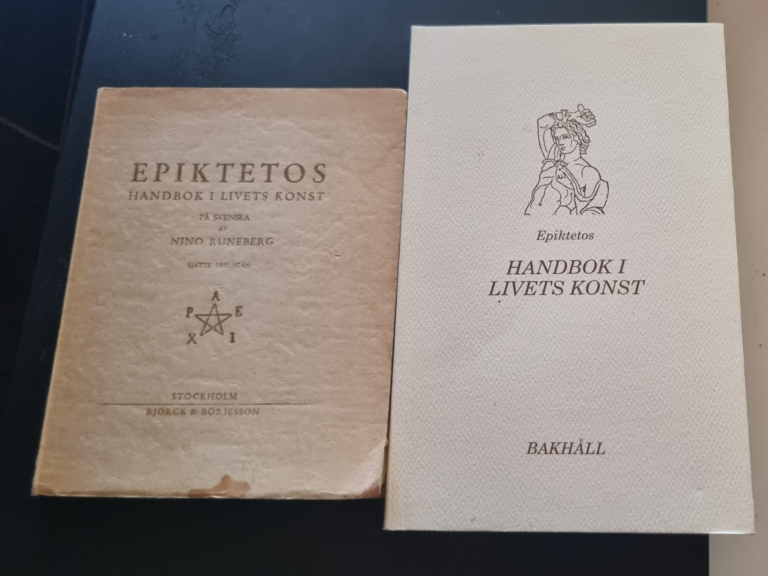 EPIKTETOS
HANDBOK I LIVETS KONST
PÅ SVENSKA
AV
NINO RUNEBERG
SJÄTTE UPPLAGAN
A
P E
X I
STOCKHOLM
BJÖRCK & BÖRJESSON
Epiktetos
HANDBOK I
LIVETS KONST
BAKHÅLL